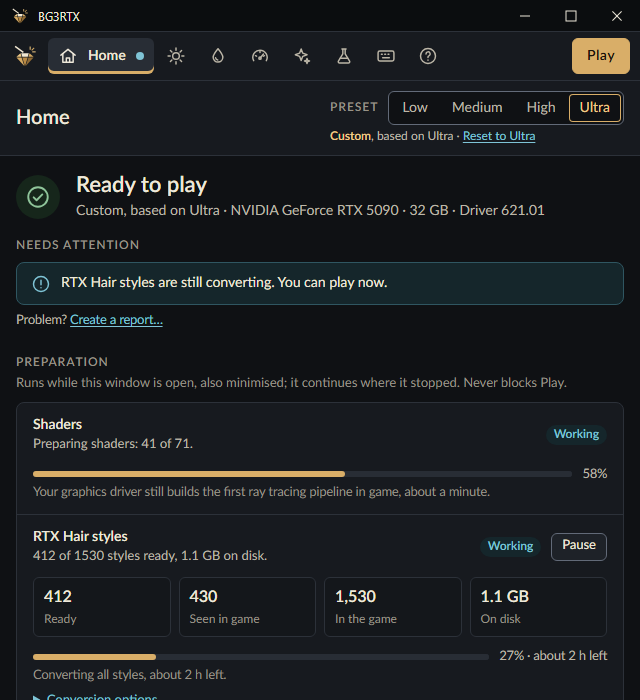 BG3RTX
Home
Play
Home
PRESET Low Medium High Ultra
Custom, based on Ultra · Reset to Ultra
Ready to play
Custom, based on Ultra · NVIDIA GeForce RTX 5090 · 32 GB · Driver 621.01
NEEDS ATTENTION
RTX Hair styles are still converting. You can play now.
Problem? Create a report...
PREPARATION
Runs while this window is open, also minimised; it continues where it stopped. Never blocks Play.
Shaders
Preparing shaders: 41 of 71.
Working
58%
Your graphics driver still builds the first ray tracing pipeline in game, about a minute.
RTX Hair styles
412 of 1530 styles ready, 1.1 GB on disk.
Working
Pause
412
Ready
430
Seen in game
1,530
In the game
1.1 GB
On disk
27% · about 2 h left
Converting all styles, about 2 h left.
Conversion options